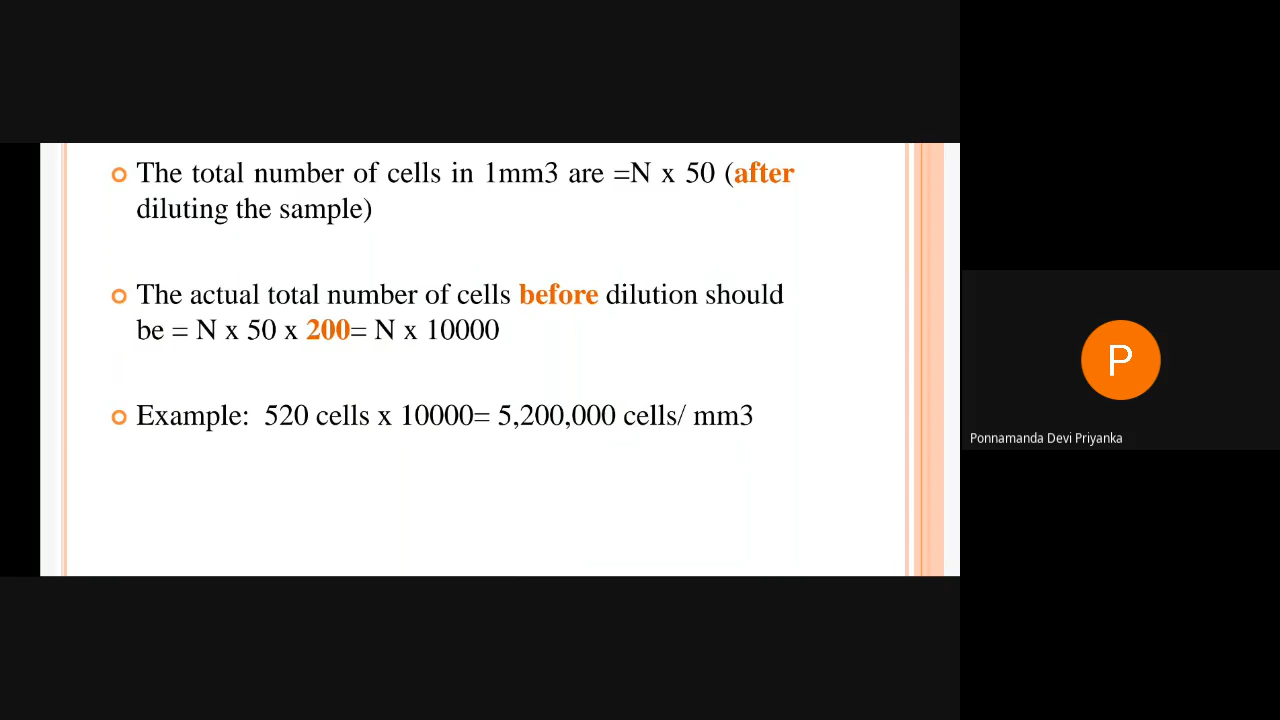 The total number of cells in 1mm3 are =N x 50 (after
diluting the sample)
The actual total number of cells before dilution should
be = N x 50 x 200= N x 10000
Example: 520 cells x 10000= 5,200,000 cells/ mm3
P
Ponnamanda Devi Priyanka